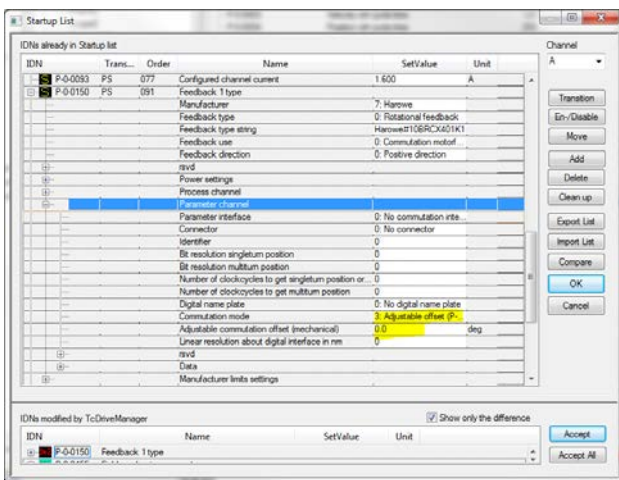 Startup List
IDNs already in Startup list
Channel
IDN Trans... Order Name SetValue Unit
A
P-0-0093 PS 077 Configured channel current 1.600 A
P-0-0150 PS 091 Feedback 1 type
Manufacturer 7: Harowe
Feedback type 0: Rotational feedback
Feedback type string Harowe#10BRCX401K1
Feedback use 0: Commutation motorf...
Feedback direction 0: Positive direction
rsvd
Power settings
Process channel
Parameter channel
Parameter interface 0: No commutation inte...
Connector 0: No connector
Identifier 0
Bit resolution singleturn position 0
Bit resolution multiturn position 0
Number of clockcycles to get singleturn position or... 0
Number of clockcycles to get multiturn position 0
Digital name plate 0: No digital name plate
Commutation mode 3: Adjustable offset (P-...
Adjustable commutation offset (mechanical) 0.0 deg
Linear resolution about digital interface in nm 0
rsvd
Data
Manufacturer limits settings
Transition
En-/Disable
Move
Add
Delete
Clean up
Export List
Import List
Compare
OK
Cancel
IDNs modified by TcDriveManager
Show only the difference
IDN Name SetValue Unit
P-0-0150 Feedback 1 type
Accept
Accept All